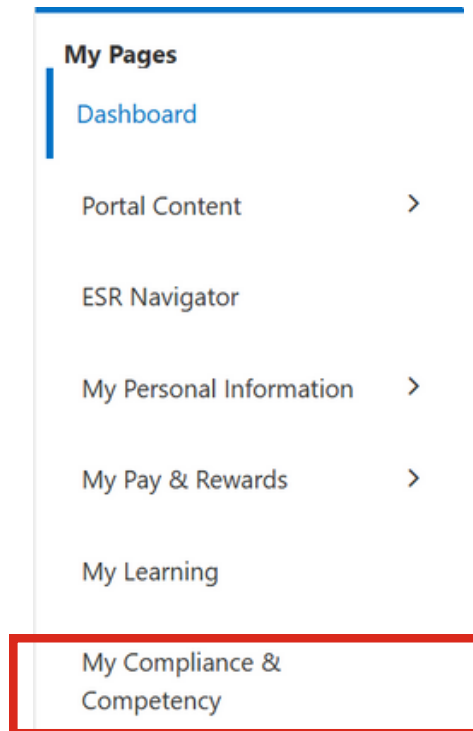 My Pages
Dashboard
Portal Content
ESR Navigator
My Personal Information
My Pay & Rewards
My Learning
My Compliance &
Competency